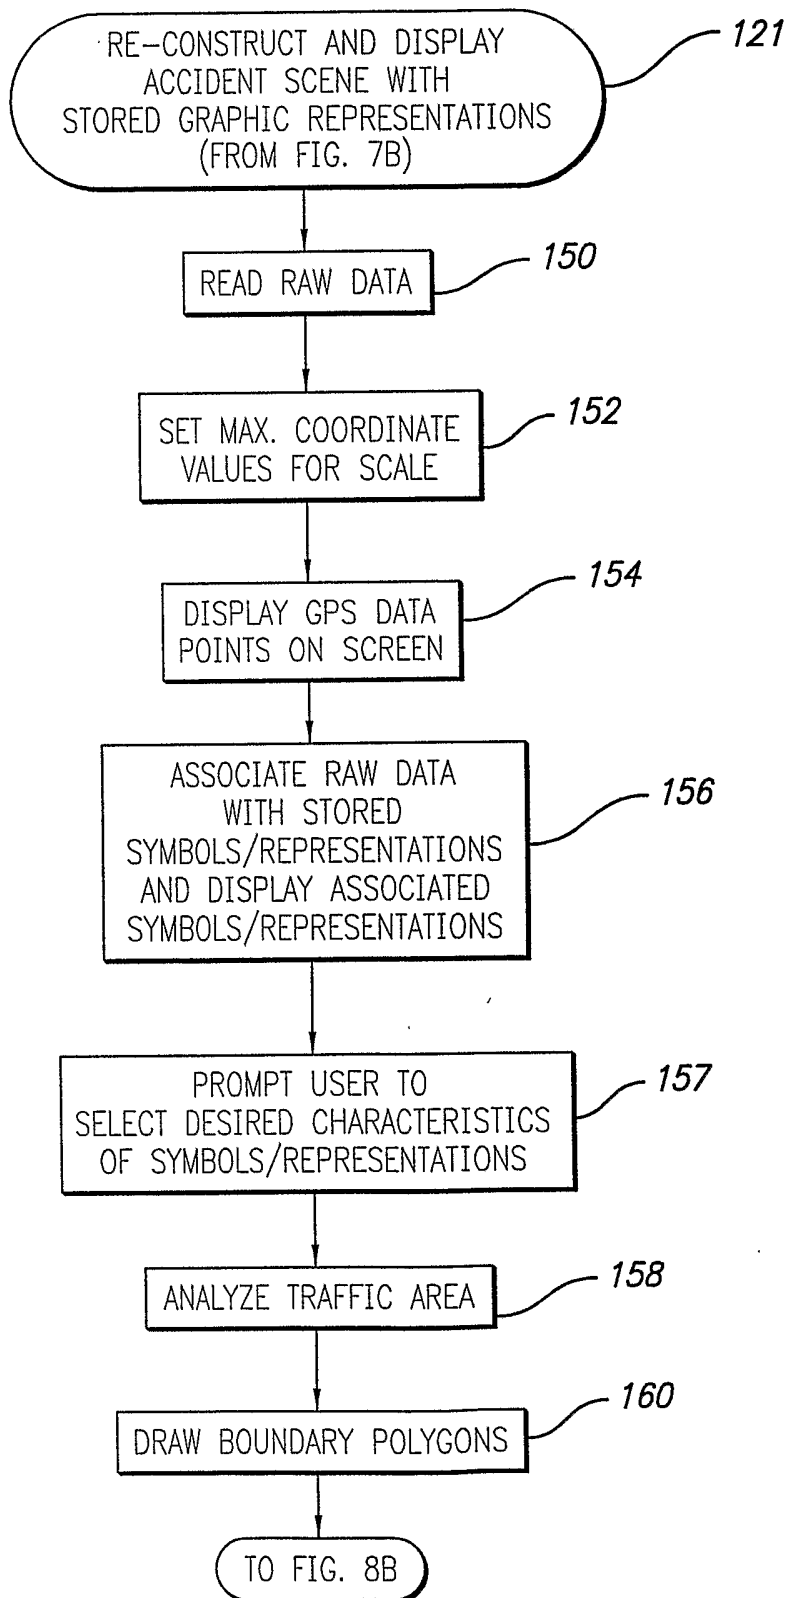 RE-CONSTRUCT AND DISPLAY
ACCIDENT SCENE WITH
STORED GRAPHIC REPRESENTATIONS
(FROM FIG. 7B)
121
READ RAW DATA
150
SET MAX. COORDINATE
VALUES FOR SCALE
152
DISPLAY GPS DATA
POINTS ON SCREEN
154
ASSOCIATE RAW DATA
WITH STORED
SYMBOLS/REPRESENTATIONS
AND DISPLAY ASSOCIATED
SYMBOLS/REPRESENTATIONS
156
PROMPT USER TO
SELECT DESIRED CHARACTERISTICS
OF SYMBOLS/REPRESENTATIONS
157
ANALYZE TRAFFIC AREA
158
DRAW BOUNDARY POLYGONS
160
TO FIG. 8B